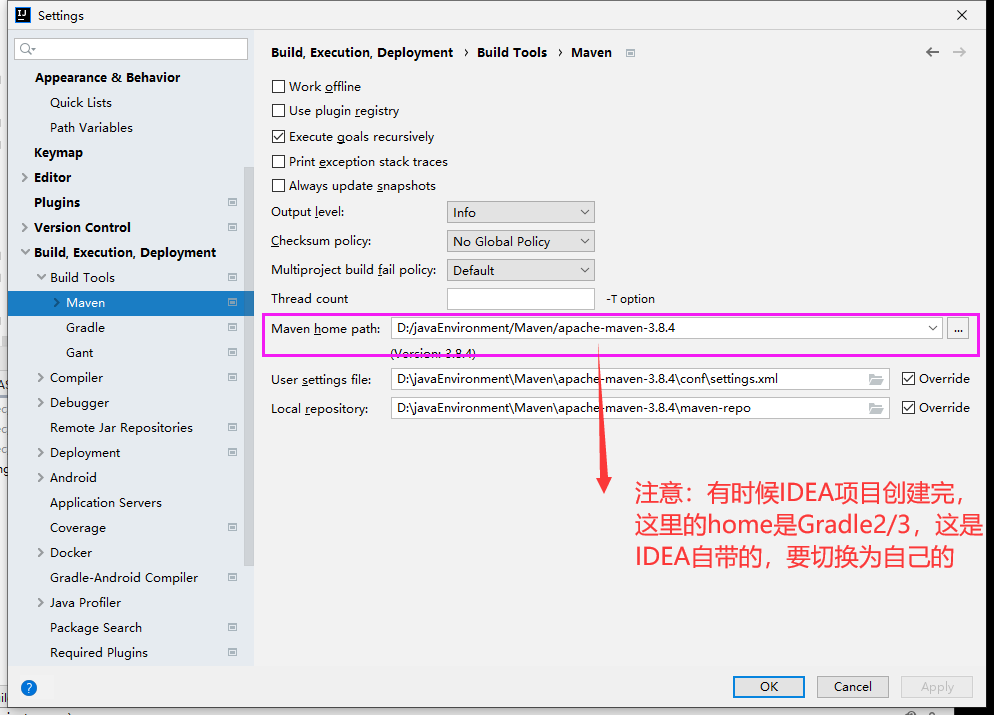 Settings
Build, Execution, Deployment › Build Tools › Maven
Appearance & Behavior
Quick Lists
Path Variables
Keymap
Editor
Plugins
Version Control
Build, Execution, Deployment
Build Tools
Maven
Gradle
Gant
Compiler
Debugger
Remote Jar Repositories
Deployment
Android
Application Servers
Coverage
Docker
Gradle-Android Compiler
Java Profiler
Package Search
Required Plugins
Work offline
Use plugin registry
Execute goals recursively
Print exception stack traces
Always update snapshots
Output level: Info
Checksum policy: No Global Policy
Multiproject build fail policy: Default
Thread count -T option
Maven home path: D:/javaEnvironment/Maven/apache-maven-3.8.4 ...
(Version: 3.8.4)
User settings file: D:\javaEnvironment\Maven\apache-maven-3.8.4\conf\settings.xml Override
Local repository: D:\javaEnvironment\Maven\apache-maven-3.8.4\maven-repo Override
注意：有时候IDEA项目创建完，
这里的home是Gradle2/3，这是
IDEA自带的，要切换为自己的
? OK Cancel Apply